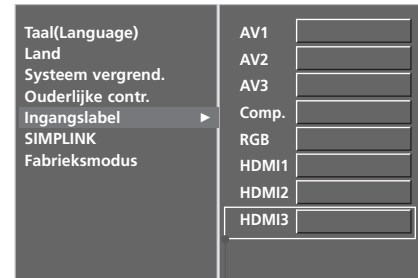 Taal(Language)
Land
Systeem vergrend.
Ouderlijke contr.
Ingangslabel ►
SIMPLINK
Fabrieksmodus
AV1
AV2
AV3
Comp.
RGB
HDMI1
HDMI2
HDMI3